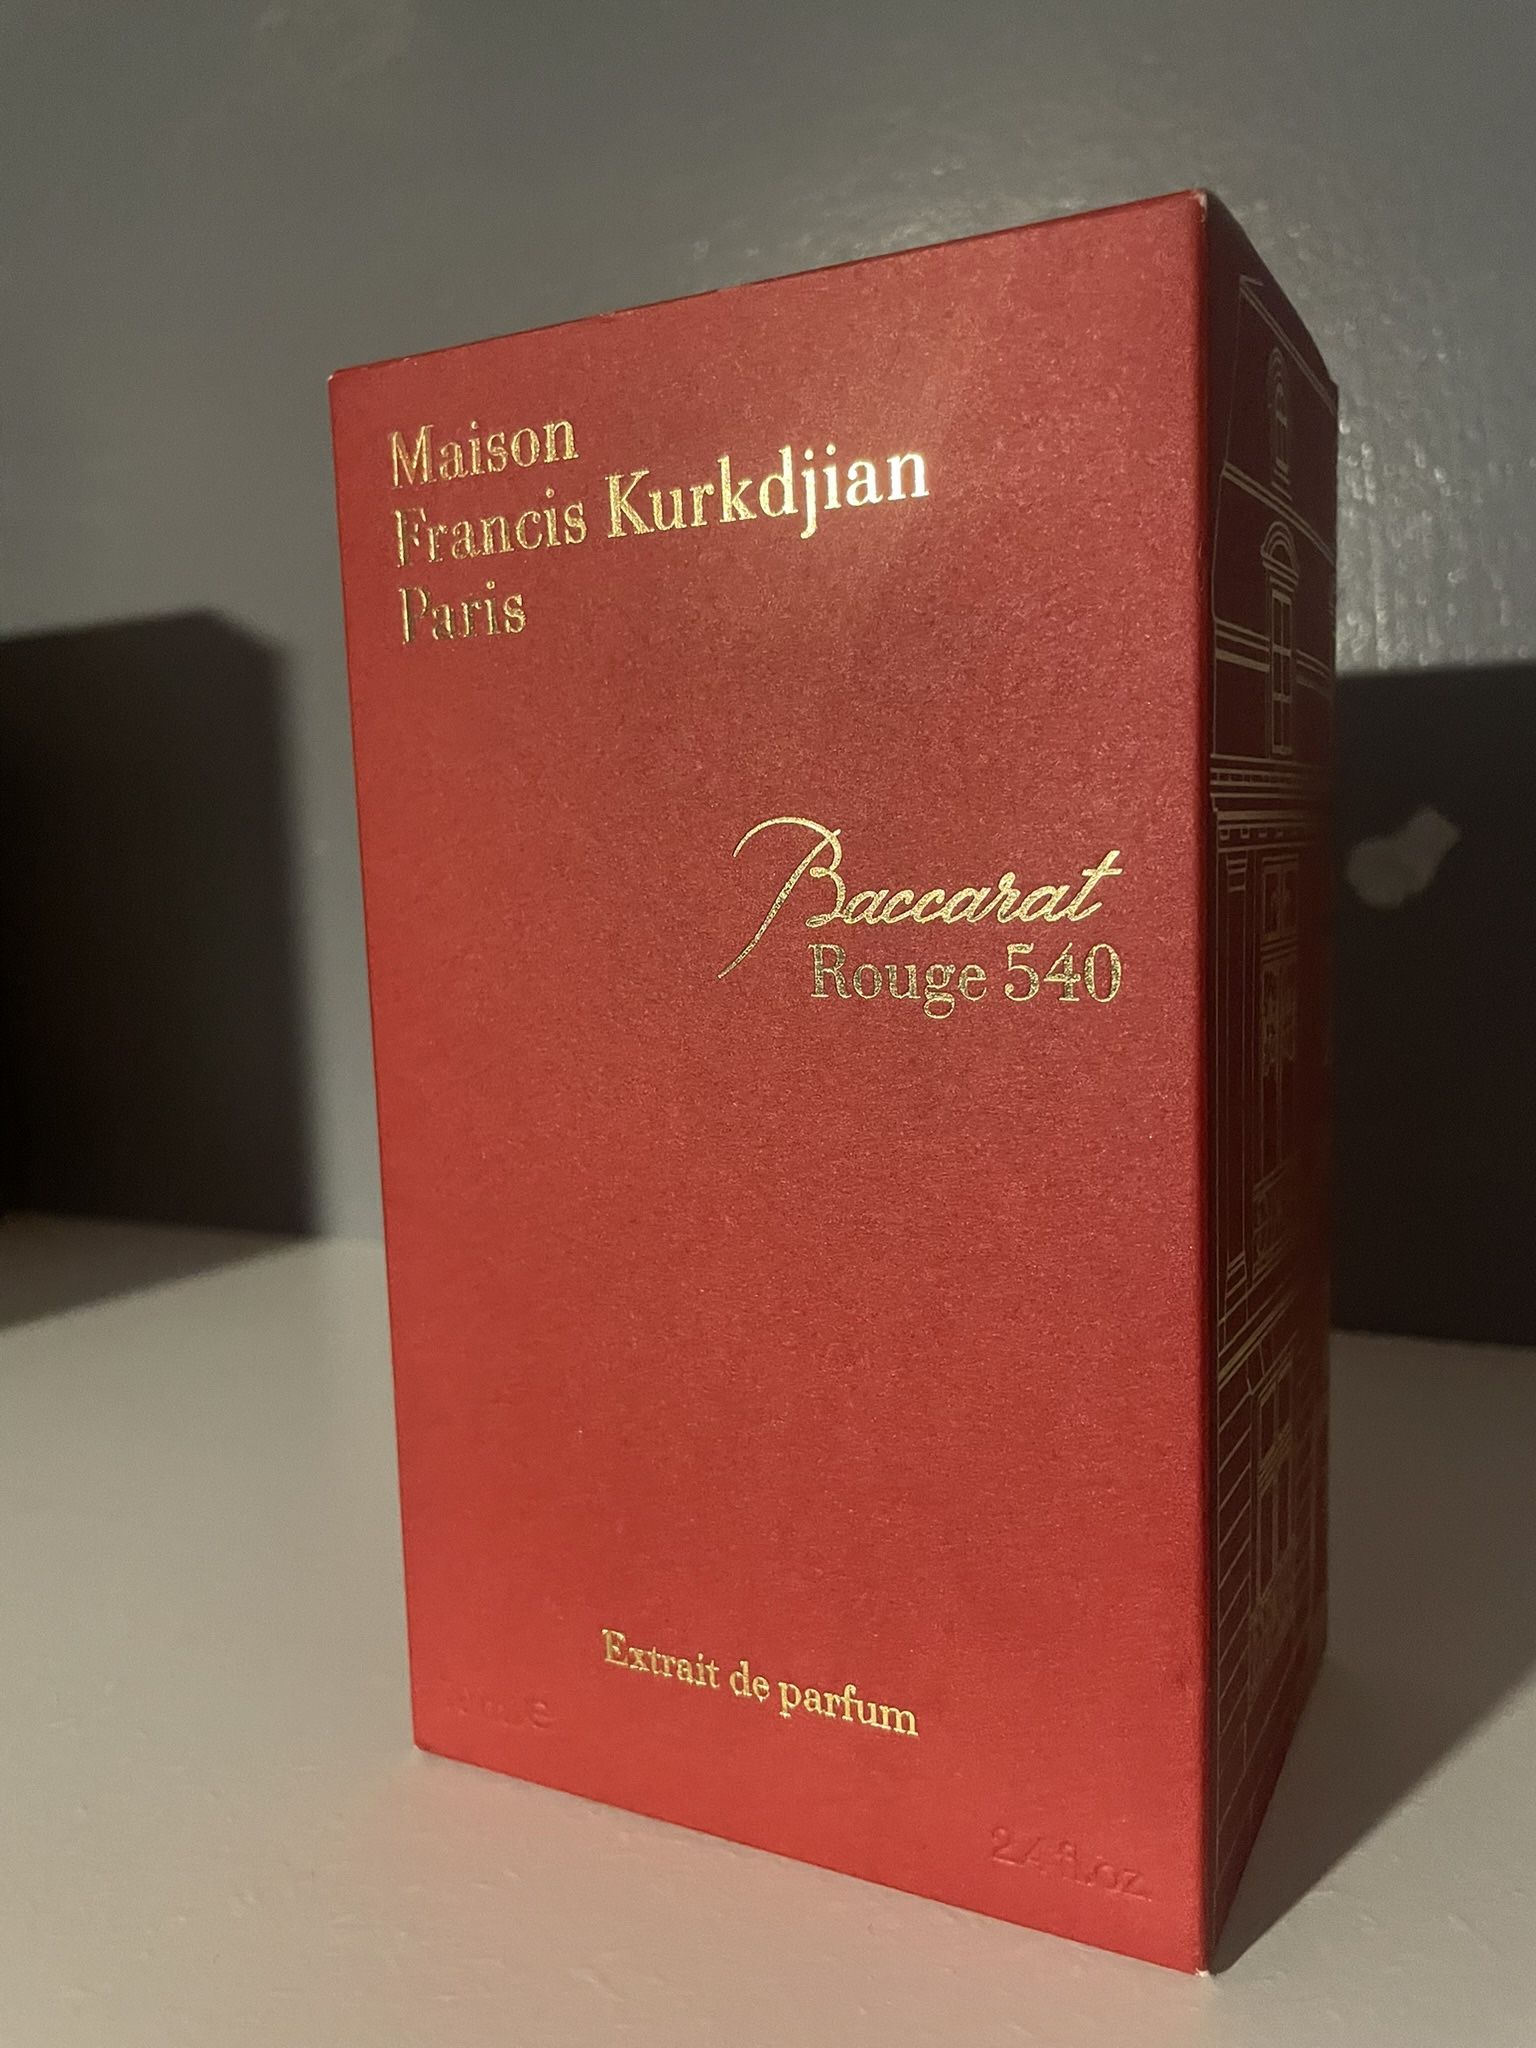 Maison
Francis Kurkdjian
Paris
Baccarat
Rouge 540
Extrait de parfum
2.4 fl.oz.